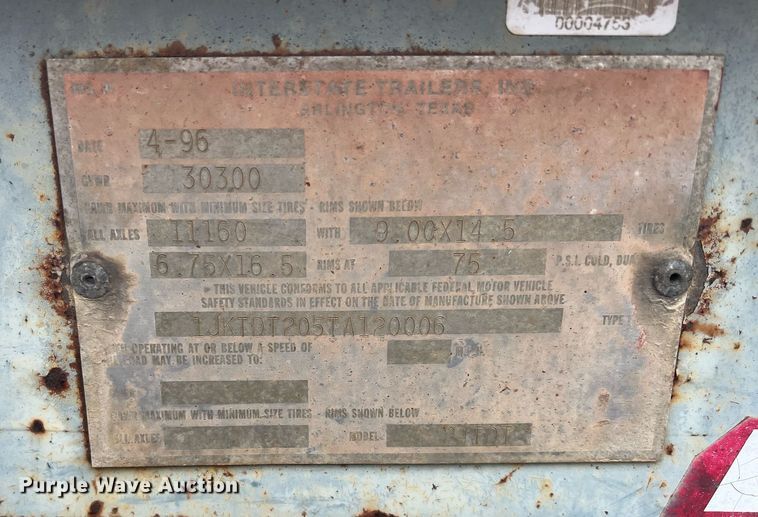 00004753
INTERSTATE TRAILERS, INC.
ARLINGTON TEXAS
DATE 4-96
GVWR 30300
GAWR MAXIMUM WITH MINIMUM SIZE TIRES - RIMS SHOWN BELOW
ALL AXLES 11160 WITH 9.00X14.5 TIRES
6.75X16.5 RIMS AT 75 P.S.I. COLD, DUAL
THIS VEHICLE CONFORMS TO ALL APPLICABLE FEDERAL MOTOR VEHICLE
SAFETY STANDARDS IN EFFECT ON THE DATE OF MANUFACTURE SHOWN ABOVE
1JKTDT205TA120006 TYPE
WHEN OPERATING AT OR BELOW A SPEED OF M.P.H.
LOAD MAY BE INCREASED TO:
GAWR MAXIMUM WITH MINIMUM SIZE TIRES - RIMS SHOWN BELOW
ALL AXLES MODEL
Purple Wave Auction